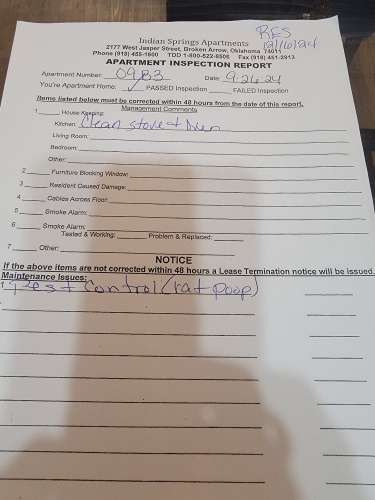 RES
12/6/24
Indian Springs Apartments
2177 West Jasper Street, Broken Arrow, Oklahoma 74011
Phone (918) 455-1600 TDD 1-800-522-8506 Fax (918) 451-2913
APARTMENT INSPECTION REPORT
Apartment Number: 0983 Date: 9-26-24
You're Apartment Home: ✓ PASSED Inspection FAILED Inspection
Items listed below must be corrected within 48 hours from the date of this report.
Management Comments
1 House Keeping:
Kitchen: Clean stove +
Living Room:
Bedroom:
Other:
2 Furniture Blocking Window:
3 Resident Caused Damage:
4 Cables Across Floor:
5 Smoke Alarm:
6 Smoke Alarm:
Tested & Working: Problem & Replaced:
7 Other:
NOTICE
If the above items are not corrected within 48 hours a Lease Termination notice will be issued.
Maintenance Issues:
1 Pest Control (rat poop)